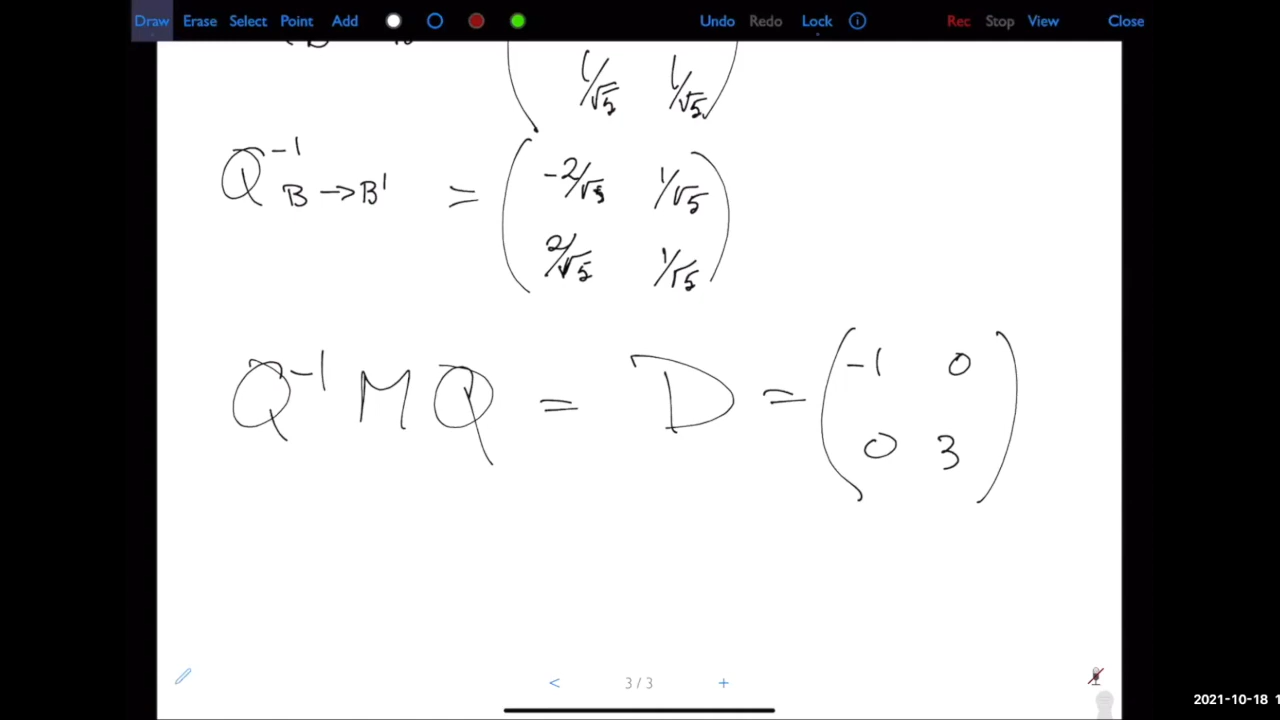 Draw Erase Select Point Add Undo Redo Lock Rec Stop View Close
1/√5 1/√5
Q⁻¹ B → B' = ( -2/√5 1/√5
2/√5 1/√5 )
Q⁻¹ M Q = D = ( -1 0
0 3 )
< 3 / 3 +
2021-10-18 1